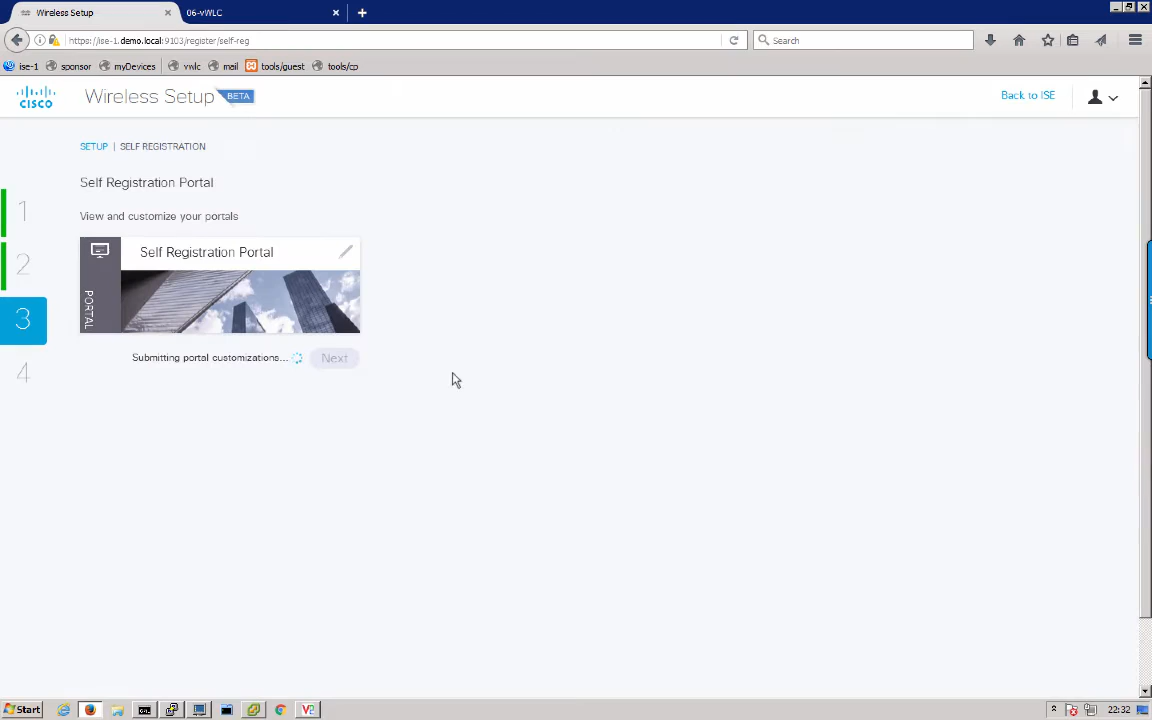 Wireless Setup
06-vWLC
https://ise-1.demo.local:9103/register/self-reg
Search
ise-1 sponsor myDevices vwlc mail tools/guest tools/cp
CISCO
Wireless Setup BETA
Back to ISE
SETUP | SELF REGISTRATION
Self Registration Portal
View and customize your portals
1
2
3
4
Self Registration Portal
PORTAL
Submitting portal customizations...
Next
Start
V2
22:32